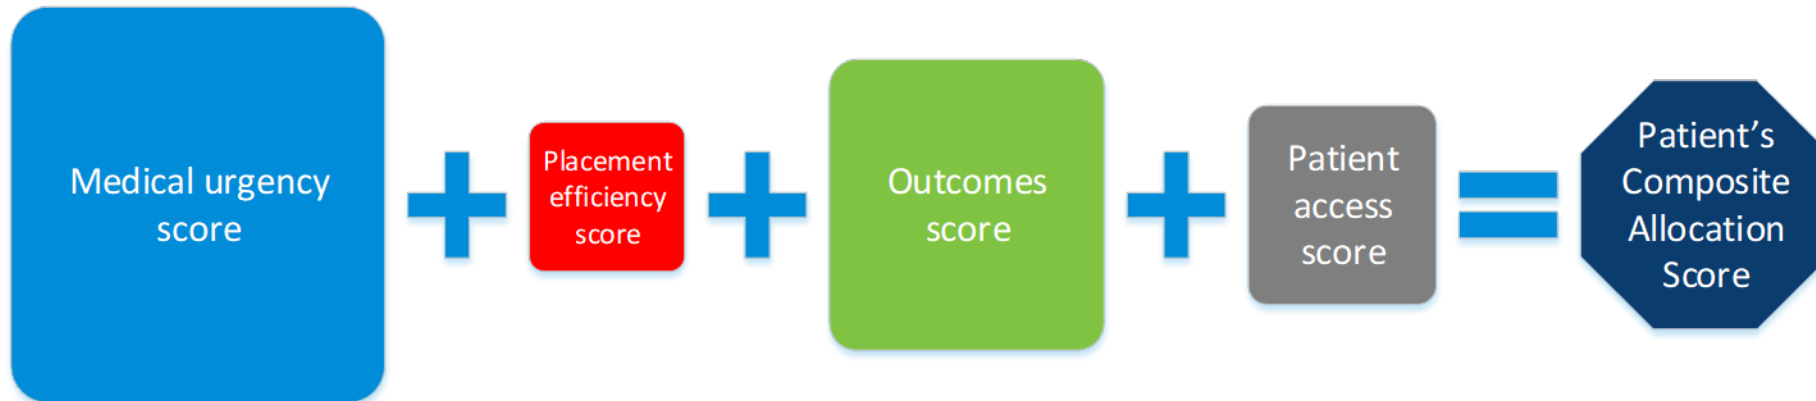 Medical urgency
score
Placement
efficiency
score
Outcomes
score
Patient
access
score
Patient’s
Composite
Allocation
Score